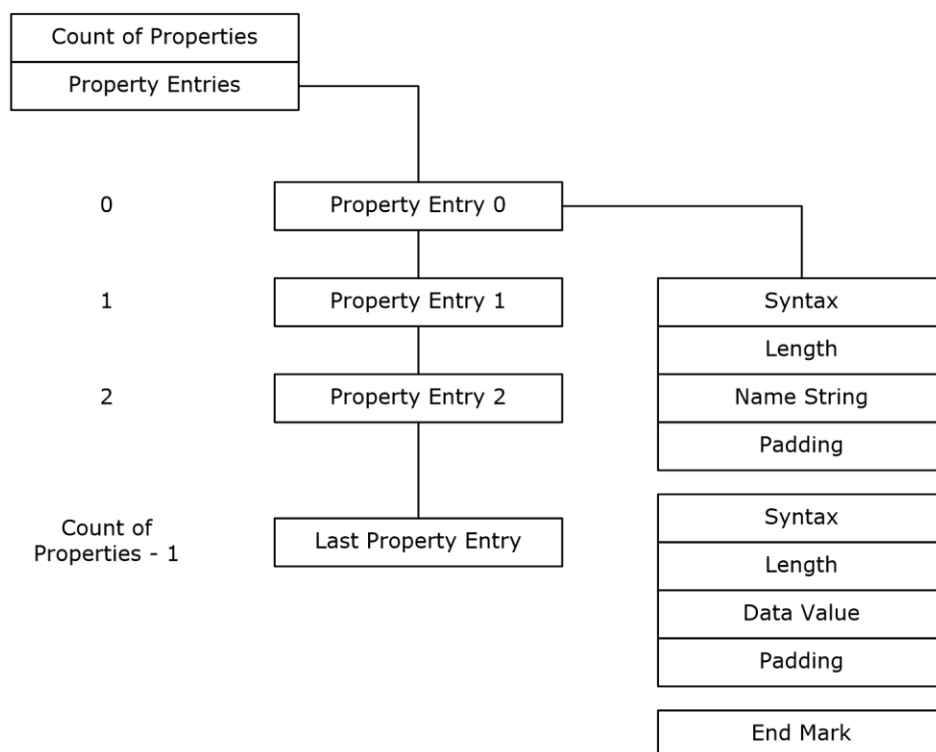 Count of Properties
Property Entries
0
Property Entry 0
1
Property Entry 1
Syntax
Length
2
Property Entry 2
Name String
Padding
Count of
Properties - 1
Last Property Entry
Syntax
Length
Data Value
Padding
End Mark